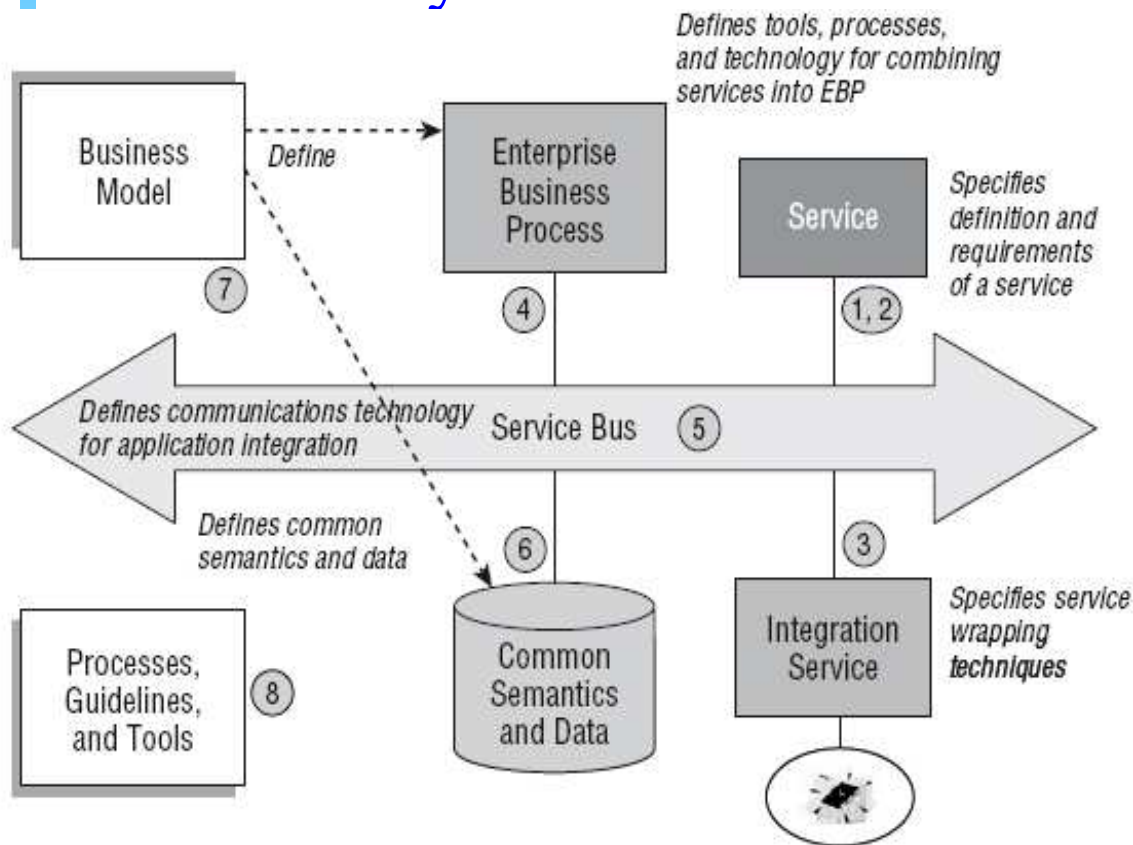 Defines tools, processes,
and technology for combining
services into EBP
Business
Model
Define
Enterprise
Business
Process
Service
Specifies
definition and
requirements
of a service
7
4
1, 2
Defines communications technology
for application integration
Service Bus
5
Defines common
semantics and data
6
3
Processes,
Guidelines,
and Tools
8
Common
Semantics
and Data
Integration
Service
Specifies service
wrapping
techniques